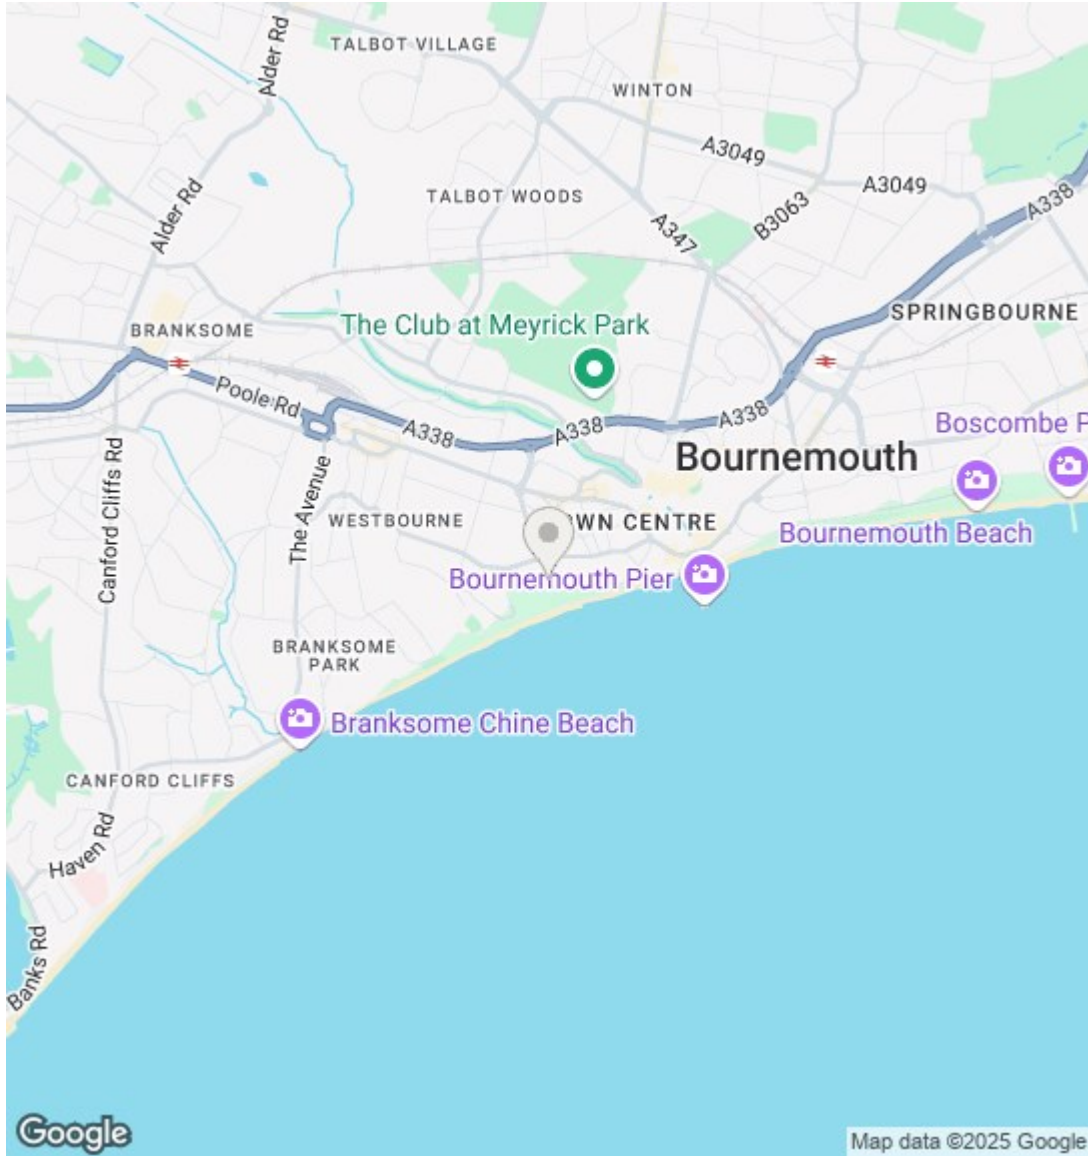 Alder Rd
TALBOT VILLAGE
WINTON
A3049
A3049
A338
Alder Rd
TALBOT WOODS
A347
B3063
SPRINGBOURNE
The Club at Meyrick Park
BRANKSOME
Poole Rd
A338
A338
A338
Boscombe P
Bournemouth
Canford Cliffs Rd
The Avenue
WESTBOURNE
OWN CENTRE
Bournemouth Beach
Bournemouth Pier
BRANKSOME
PARK
Branksome Chine Beach
CANFORD CLIFFS
Haven Rd
Banks Rd
Google
Map data ©2025 Google